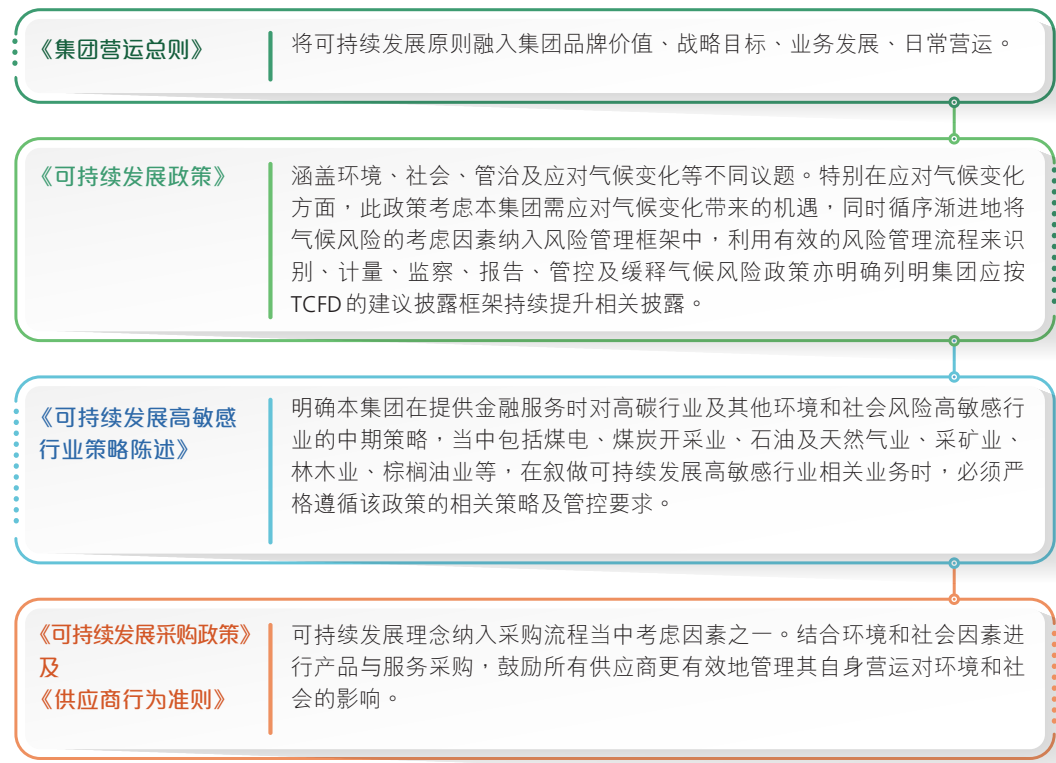 《集团营运总则》
将可持续发展原则融入集团品牌价值、战略目标、业务发展、日常营运。
《可持续发展政策》
涵盖环境、社会、管治及应对气候变化等不同议题。特别在应对气候变化
方面，此政策考虑本集团需应对气候变化带来的机遇，同时循序渐进地将
气候风险的考虑因素纳入风险管理框架中，利用有效的风险管理流程来识
别、计量、监察、报告、管控及缓释气候风险政策亦明确列明集团应按
TCFD的建议披露框架持续提升相关披露。
《可持续发展高敏感
行业策略陈述》
明确本集团在提供金融服务时对高碳行业及其他环境和社会风险高敏感行
业的中期策略，当中包括煤电、煤炭开采业、石油及天然气业、采矿业、
林木业、棕榈油业等，在叙做可持续发展高敏感行业相关业务时，必须严
格遵循该政策的相关策略及管控要求。
《可持续发展采购政策》
及
《供应商行为准则》
可持续发展理念纳入采购流程当中考虑因素之一。结合环境和社会因素进
行产品与服务采购，鼓励所有供应商更有效地管理其自身营运对环境和社
会的影响。